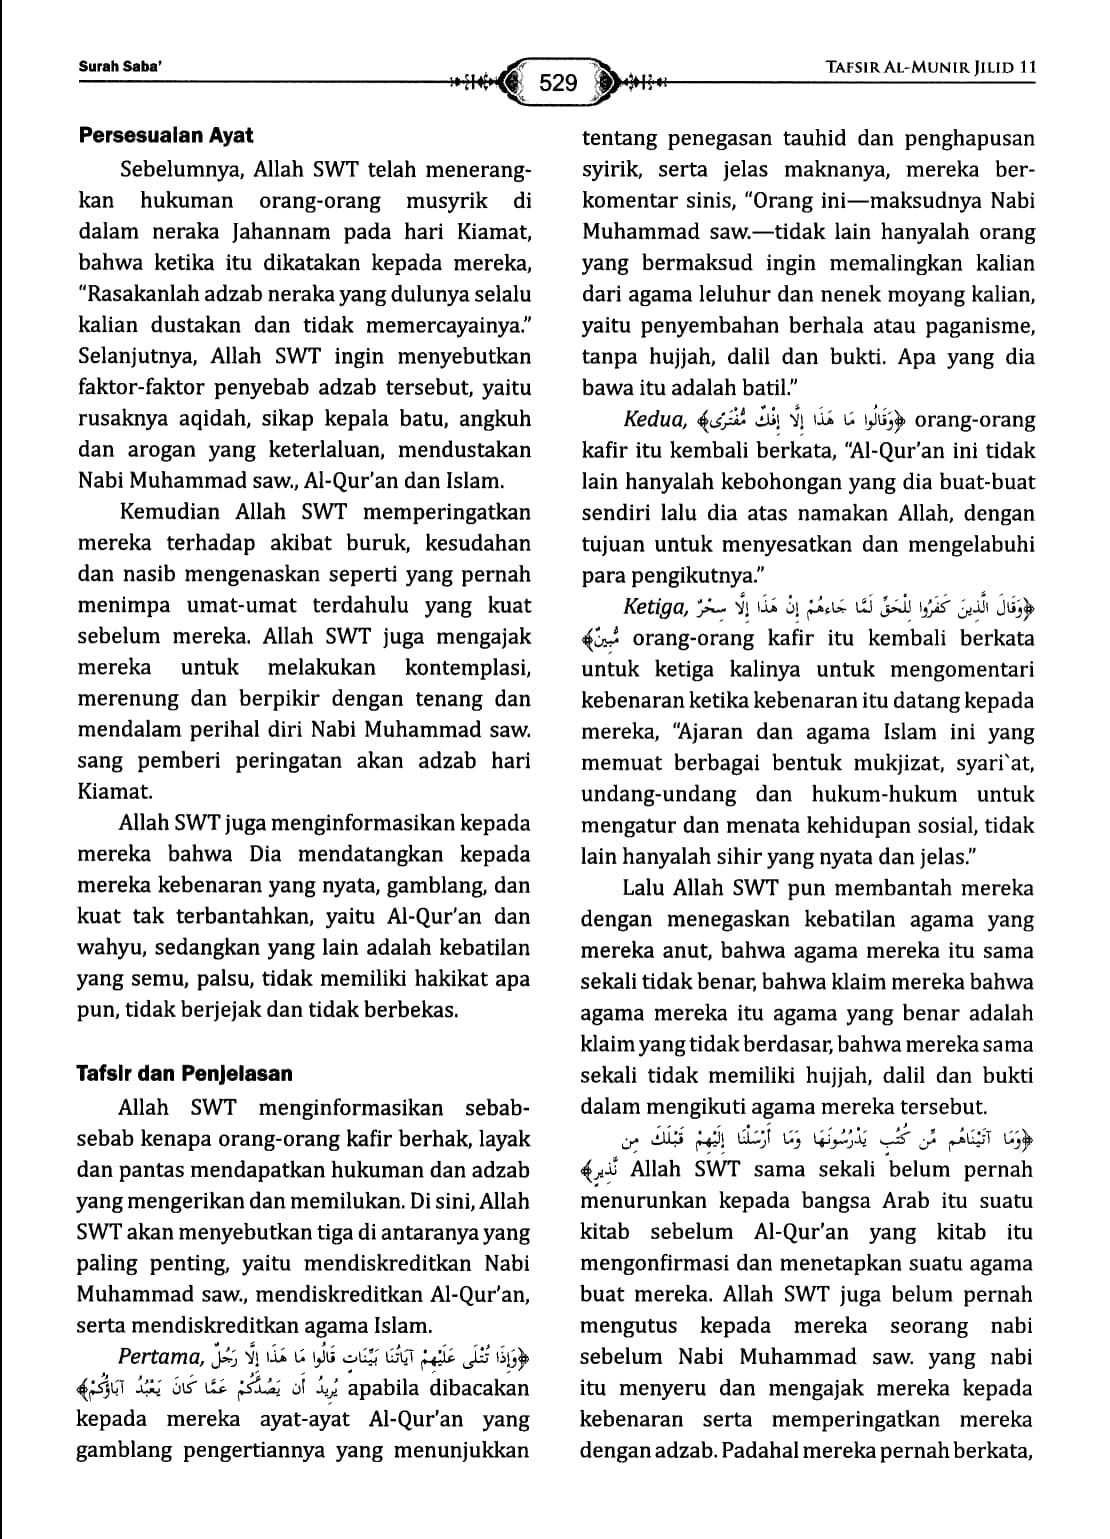 Surah Saba'
529
TAFSIR AL-MUNIR JILID 11
Persesuaian Ayat
Sebelumnya, Allah SWT telah menerang-
kan hukuman orang-orang musyrik di
dalam neraka Jahannam pada hari Kiamat,
bahwa ketika itu dikatakan kepada mereka,
“Rasakanlah adzab neraka yang dulunya selalu
kalian dustakan dan tidak memercayainya.”
Selanjutnya, Allah SWT ingin menyebutkan
faktor-faktor penyebab adzab tersebut, yaitu
rusaknya aqidah, sikap kepala batu, angkuh
dan arogan yang keterlaluan, mendustakan
Nabi Muhammad saw., Al-Qur’an dan Islam.
Kemudian Allah SWT memperingatkan
mereka terhadap akibat buruk, kesudahan
dan nasib mengenaskan seperti yang pernah
menimpa umat-umat terdahulu yang kuat
sebelum mereka. Allah SWT juga mengajak
mereka untuk melakukan kontemplasi,
merenung dan berpikir dengan tenang dan
mendalam perihal diri Nabi Muhammad saw.
sang pemberi peringatan akan adzab hari
Kiamat.
Allah SWT juga menginformasikan kepada
mereka bahwa Dia mendatangkan kepada
mereka kebenaran yang nyata, gamblang, dan
kuat tak terbantahkan, yaitu Al-Qur’an dan
wahyu, sedangkan yang lain adalah kebatilan
yang semu, palsu, tidak memiliki hakikat apa
pun, tidak berjejak dan tidak berbekas.
Tafsir dan Penjelasan
Allah SWT menginformasikan sebab-
sebab kenapa orang-orang kafir berhak, layak
dan pantas mendapatkan hukuman dan adzab
yang mengerikan dan memilukan. Di sini, Allah
SWT akan menyebutkan tiga di antaranya yang
paling penting, yaitu mendiskreditkan Nabi
Muhammad saw., mendiskreditkan Al-Qur’an,
serta mendiskreditkan agama Islam.
Pertama, ﴿وَإِذَا تُتْلَى عَلَيْهِمْ آيَاتُنَا بَيِّنَاتٍ قَالُوا مَا هَذَا إِلَّا رَجُلٌ
يُرِيدُ أَن يَصُدَّكُمْ عَمَّا كَانَ يَعْبُدُ آبَاؤُكُمْ﴾ apabila dibacakan
kepada mereka ayat-ayat Al-Qur’an yang
gamblang pengertiannya yang menunjukkan
tentang penegasan tauhid dan penghapusan
syirik, serta jelas maknanya, mereka ber-
komentar sinis, “Orang ini—maksudnya Nabi
Muhammad saw.—tidak lain hanyalah orang
yang bermaksud ingin memalingkan kalian
dari agama leluhur dan nenek moyang kalian,
yaitu penyembahan berhala atau paganisme,
tanpa hujjah, dalil dan bukti. Apa yang dia
bawa itu adalah batil.”
Kedua, ﴿وَقَالُوا مَا هَذَا إِلَّا إِفْكٌ مُّفْتَرًى﴾ orang-orang
kafir itu kembali berkata, “Al-Qur’an ini tidak
lain hanyalah kebohongan yang dia buat-buat
sendiri lalu dia atas namakan Allah, dengan
tujuan untuk menyesatkan dan mengelabuhi
para pengikutnya.”
Ketiga, ﴿وَقَالَ الَّذِينَ كَفَرُوا لِلْحَقِّ لَمَّا جَاءهُمْ إِنْ هَذَا إِلَّا سِحْرٌ
مُّبِينٌ﴾ orang-orang kafir itu kembali berkata
untuk ketiga kalinya untuk mengomentari
kebenaran ketika kebenaran itu datang kepada
mereka, “Ajaran dan agama Islam ini yang
memuat berbagai bentuk mukjizat, syari`at,
undang-undang dan hukum-hukum untuk
mengatur dan menata kehidupan sosial, tidak
lain hanyalah sihir yang nyata dan jelas.”
Lalu Allah SWT pun membantah mereka
dengan menegaskan kebatilan agama yang
mereka anut, bahwa agama mereka itu sama
sekali tidak benar, bahwa klaim mereka bahwa
agama mereka itu agama yang benar adalah
klaim yang tidak berdasar, bahwa mereka sama
sekali tidak memiliki hujjah, dalil dan bukti
dalam mengikuti agama mereka tersebut.
﴿وَمَا آتَيْنَاهُم مِّن كُتُبٍ يَدْرُسُونَهَا وَمَا أَرْسَلْنَا إِلَيْهِمْ قَبْلَكَ مِن
نَّذِيرٍ﴾ Allah SWT sama sekali belum pernah
menurunkan kepada bangsa Arab itu suatu
kitab sebelum Al-Qur’an yang kitab itu
mengonfirmasi dan menetapkan suatu agama
buat mereka. Allah SWT juga belum pernah
mengutus kepada mereka seorang nabi
sebelum Nabi Muhammad saw. yang nabi
itu menyeru dan mengajak mereka kepada
kebenaran serta memperingatkan mereka
dengan adzab. Padahal mereka pernah berkata,